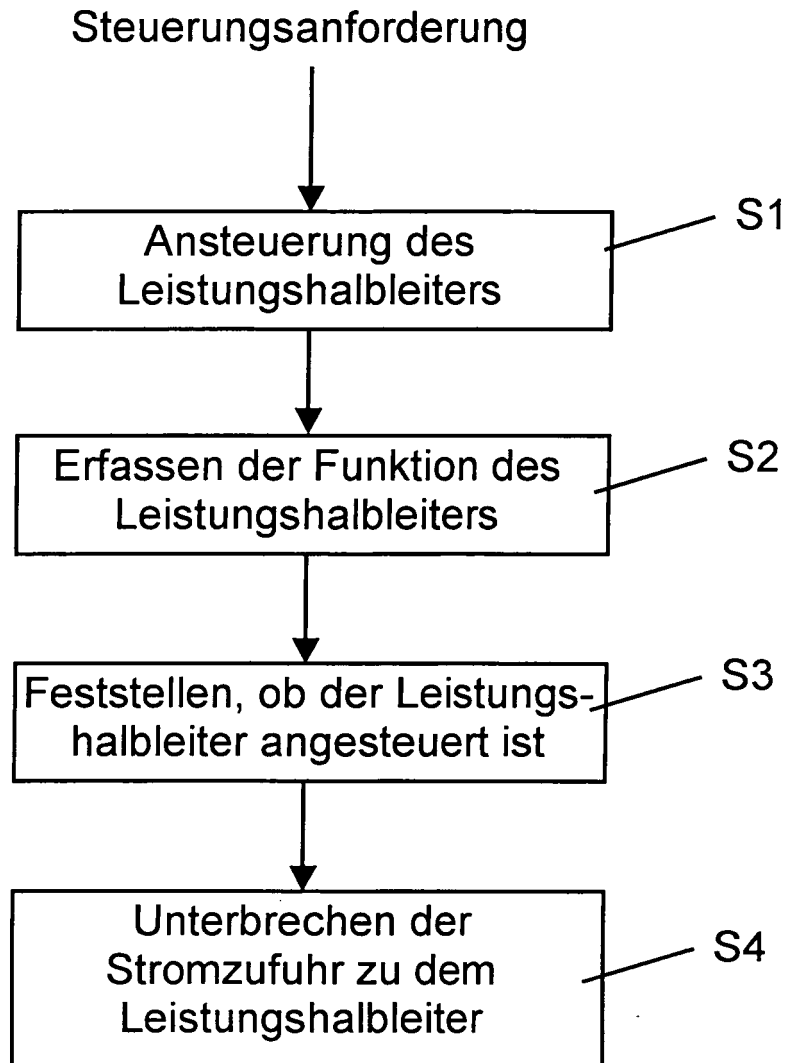 Steuerungsanforderung
Ansteuerung des
Leistungshalbleiters
S1
Erfassen der Funktion des
Leistungshalbleiters
S2
Feststellen, ob der Leistungs-
halbleiter angesteuert ist
S3
Unterbrechen der
Stromzufuhr zu dem
Leistungshalbleiter
S4